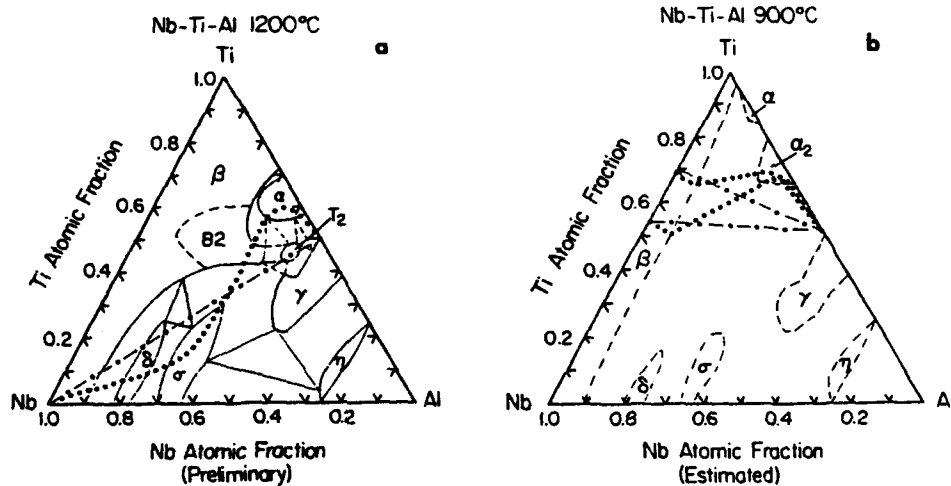 Nb-Ti-Al 1200°C
a
Ti
1.0
0.8
0.6
0.4
0.2
Ti Atomic Fraction
β
α
T2
B2
γ
δ
σ
η
Nb
Al
1.0
0.8
0.6
0.4
0.2
Nb Atomic Fraction
(Preliminary)
Nb-Ti-Al 900°C
b
Ti
1.0
0.8
0.6
0.4
0.2
Ti Atomic Fraction
α
α2
β
γ
δ
σ
η
Nb
A
1.0
0.8
0.6
0.4
0.2
Nb Atomic Fraction
(Estimated)